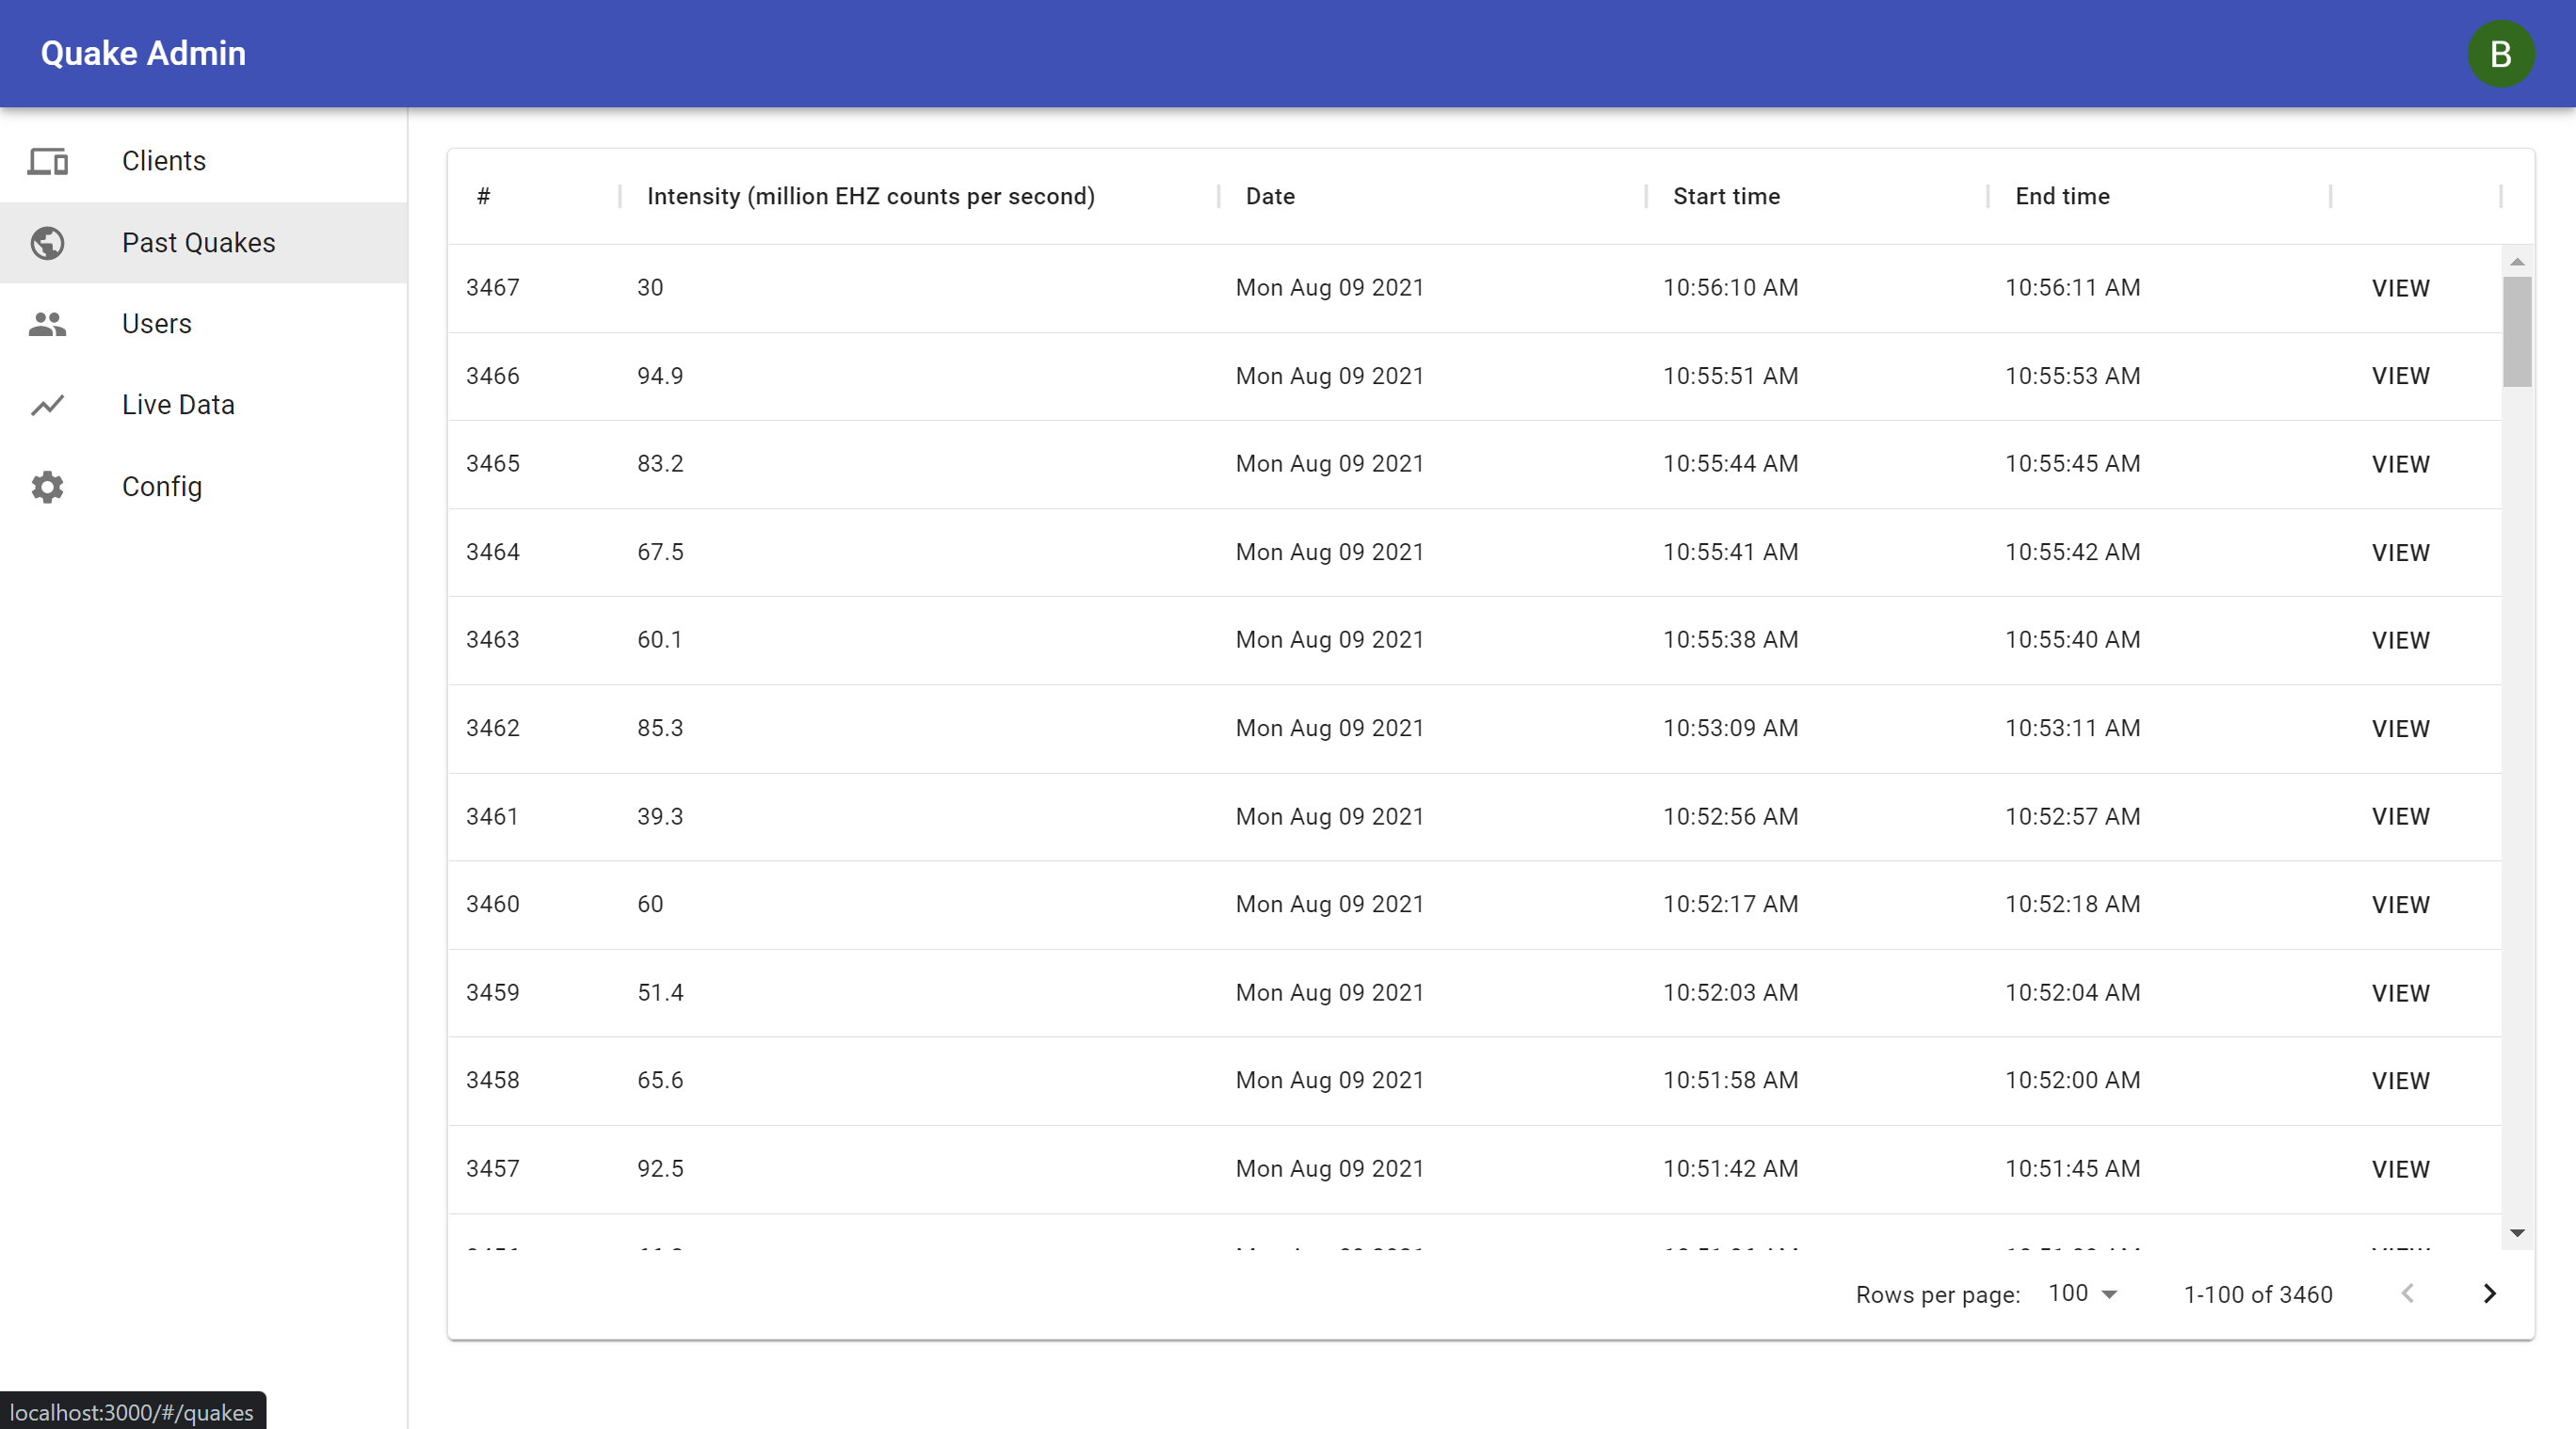 Quake Admin
B
Clients
Past Quakes
Users
Live Data
Config
# Intensity (million EHZ counts per second) Date Start time End time
3467 30 Mon Aug 09 2021 10:56:10 AM 10:56:11 AM VIEW
3466 94.9 Mon Aug 09 2021 10:55:51 AM 10:55:53 AM VIEW
3465 83.2 Mon Aug 09 2021 10:55:44 AM 10:55:45 AM VIEW
3464 67.5 Mon Aug 09 2021 10:55:41 AM 10:55:42 AM VIEW
3463 60.1 Mon Aug 09 2021 10:55:38 AM 10:55:40 AM VIEW
3462 85.3 Mon Aug 09 2021 10:53:09 AM 10:53:11 AM VIEW
3461 39.3 Mon Aug 09 2021 10:52:56 AM 10:52:57 AM VIEW
3460 60 Mon Aug 09 2021 10:52:17 AM 10:52:18 AM VIEW
3459 51.4 Mon Aug 09 2021 10:52:03 AM 10:52:04 AM VIEW
3458 65.6 Mon Aug 09 2021 10:51:58 AM 10:52:00 AM VIEW
3457 92.5 Mon Aug 09 2021 10:51:42 AM 10:51:45 AM VIEW
Rows per page: 100 1-100 of 3460
localhost:3000/#/quakes